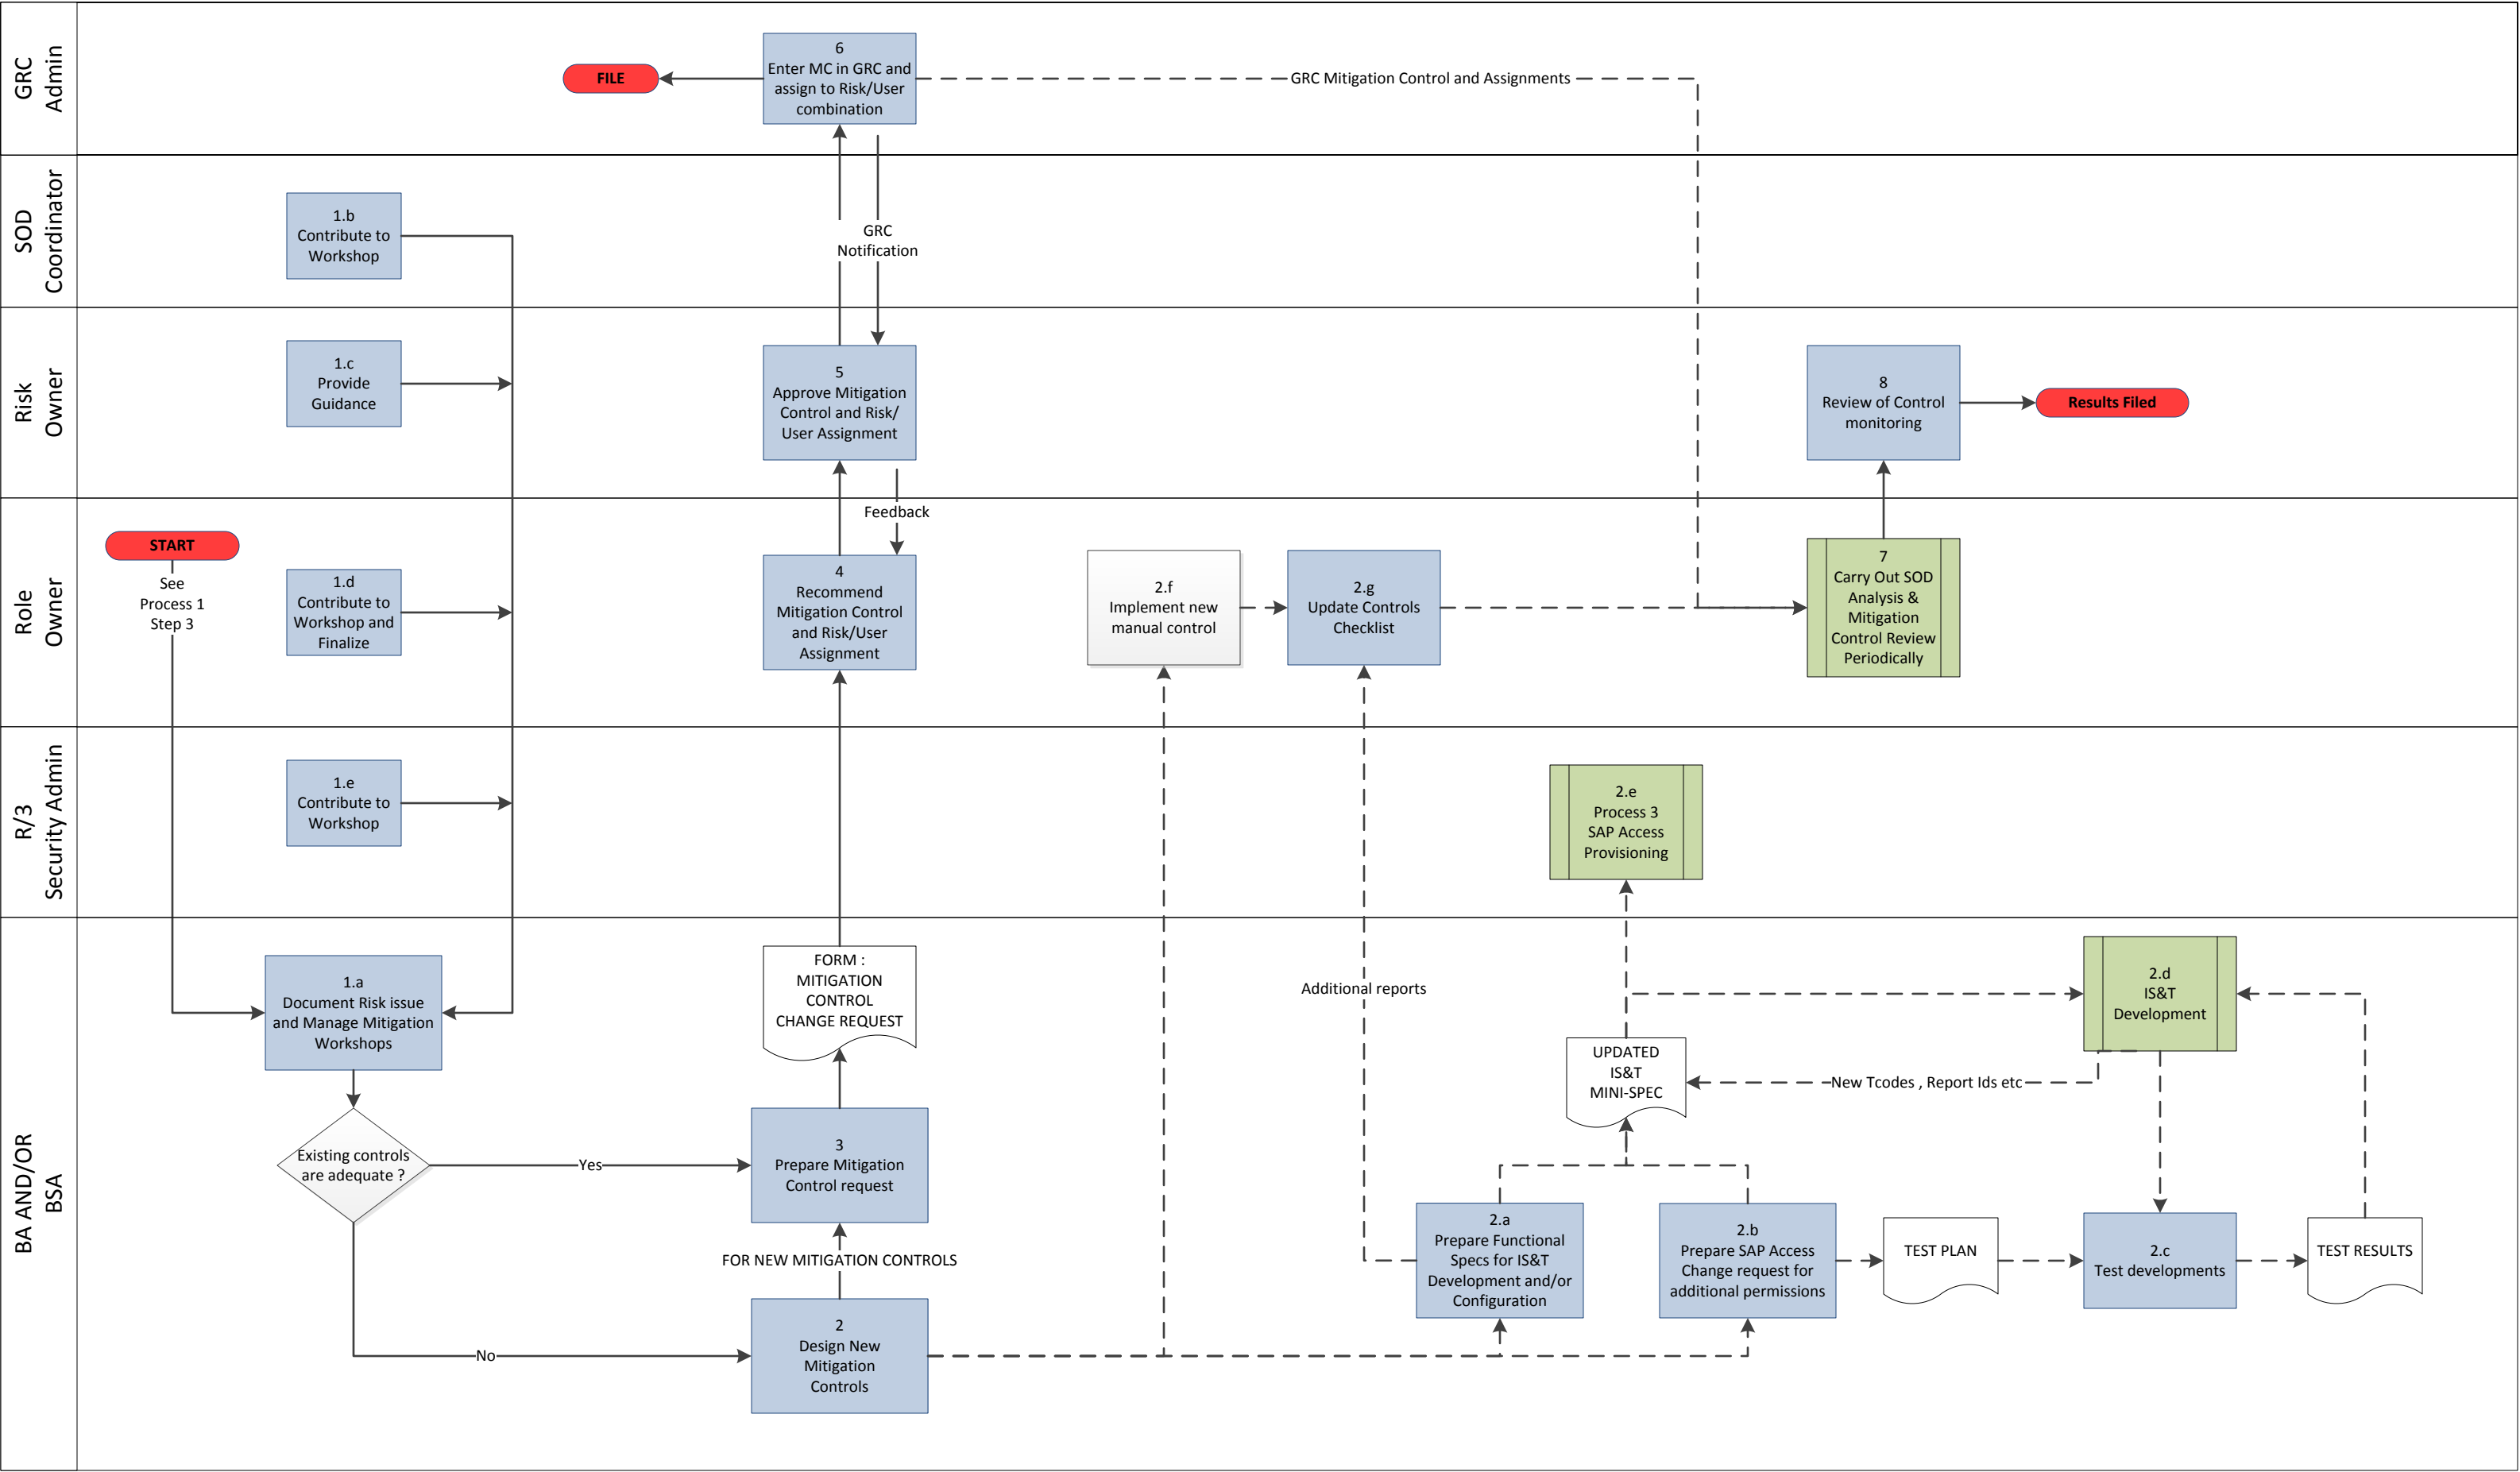 GRC
Admin
FILE
6
Enter MC in GRC and
assign to Risk/User
combination
GRC Mitigation Control and Assignments
SOD
Coordinator
1.b
Contribute to
Workshop
GRC
Notification
Risk
Owner
1.c
Provide
Guidance
5
Approve Mitigation
Control and Risk/
User Assignment
8
Review of Control
monitoring
Results Filed
Role
Owner
START
See
Process 1
Step 3
1.d
Contribute to
Workshop and
Finalize
Feedback
4
Recommend
Mitigation Control
and Risk/User
Assignment
2.f
Implement new
manual control
2.g
Update Controls
Checklist
7
Carry Out SOD
Analysis &
Mitigation
Control Review
Periodically
R/3
Security Admin
1.e
Contribute to
Workshop
2.e
Process 3
SAP Access
Provisioning
BA AND/OR
BSA
1.a
Document Risk issue
and Manage Mitigation
Workshops
Existing controls
are adequate ?
Yes
No
FORM :
MITIGATION
CONTROL
CHANGE REQUEST
3
Prepare Mitigation
Control request
FOR NEW MITIGATION CONTROLS
2
Design New
Mitigation
Controls
Additional reports
UPDATED
IS&T
MINI-SPEC
New Tcodes , Report Ids etc
2.d
IS&T
Development
2.a
Prepare Functional
Specs for IS&T
Development and/or
Configuration
2.b
Prepare SAP Access
Change request for
additional permissions
TEST PLAN
2.c
Test developments
TEST RESULTS